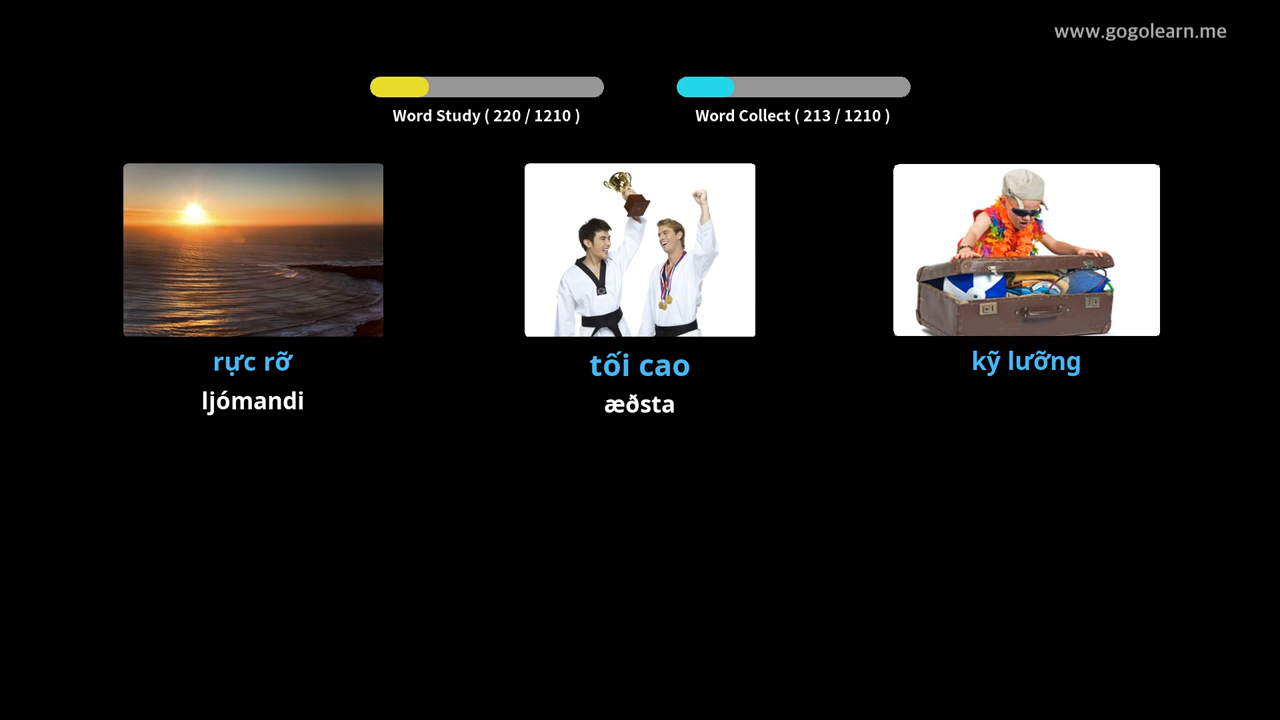 www.gogolearn.me
Word Study ( 220 / 1210 )
Word Collect ( 213 / 1210 )
rực rỡ
ljómandi
tối cao
æðsta
kỹ lưỡng